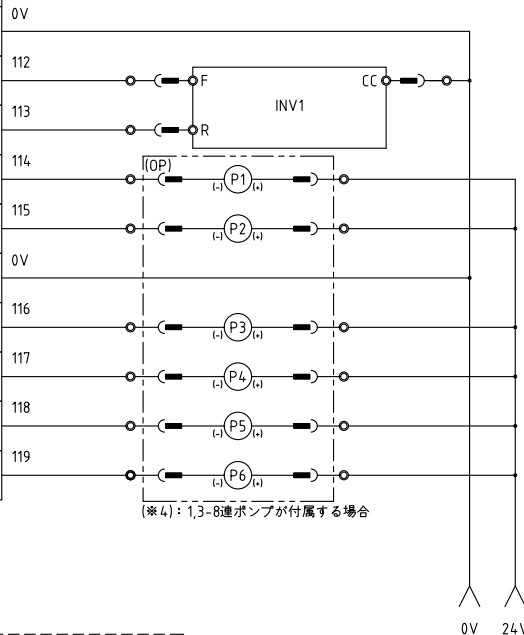 0V
112
F CC
INV1
113
R
114
(OP)
P1
(-) (+)
115
P2
(-) (+)
0V
116
P3
(-) (+)
117
P4
(-) (+)
118
P5
(-) (+)
119
P6
(-) (+)
(※4)：1,3-8連ポンプが付属する場合
0V 24V